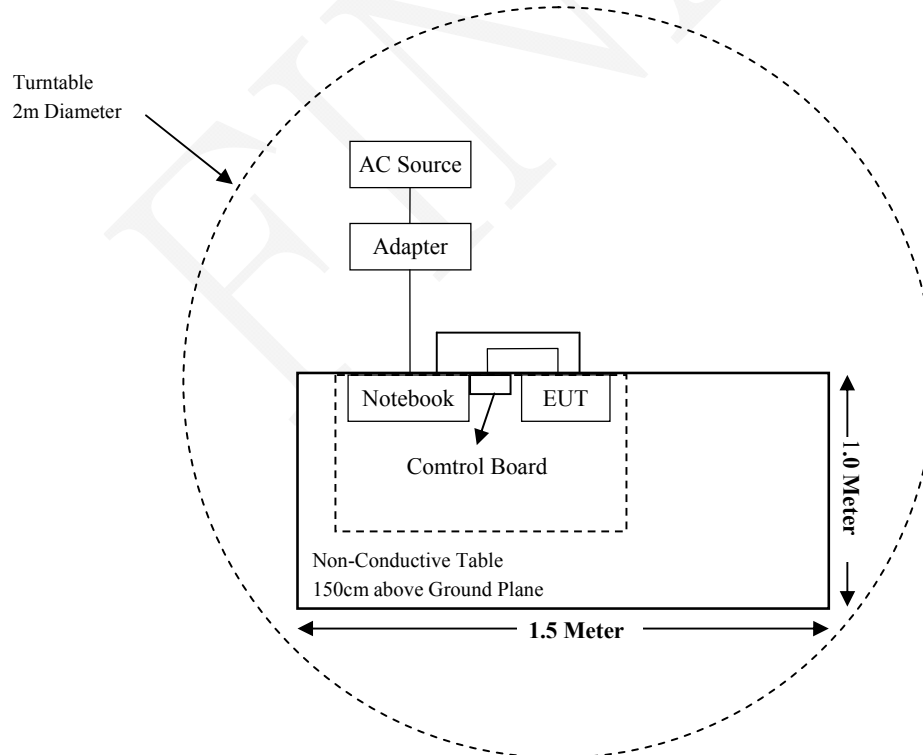 Turntable
2m Diameter
AC Source
Adapter
Notebook
EUT
Comtrol Board
1.0 Meter
Non-Conductive Table
150cm above Ground Plane
1.5 Meter